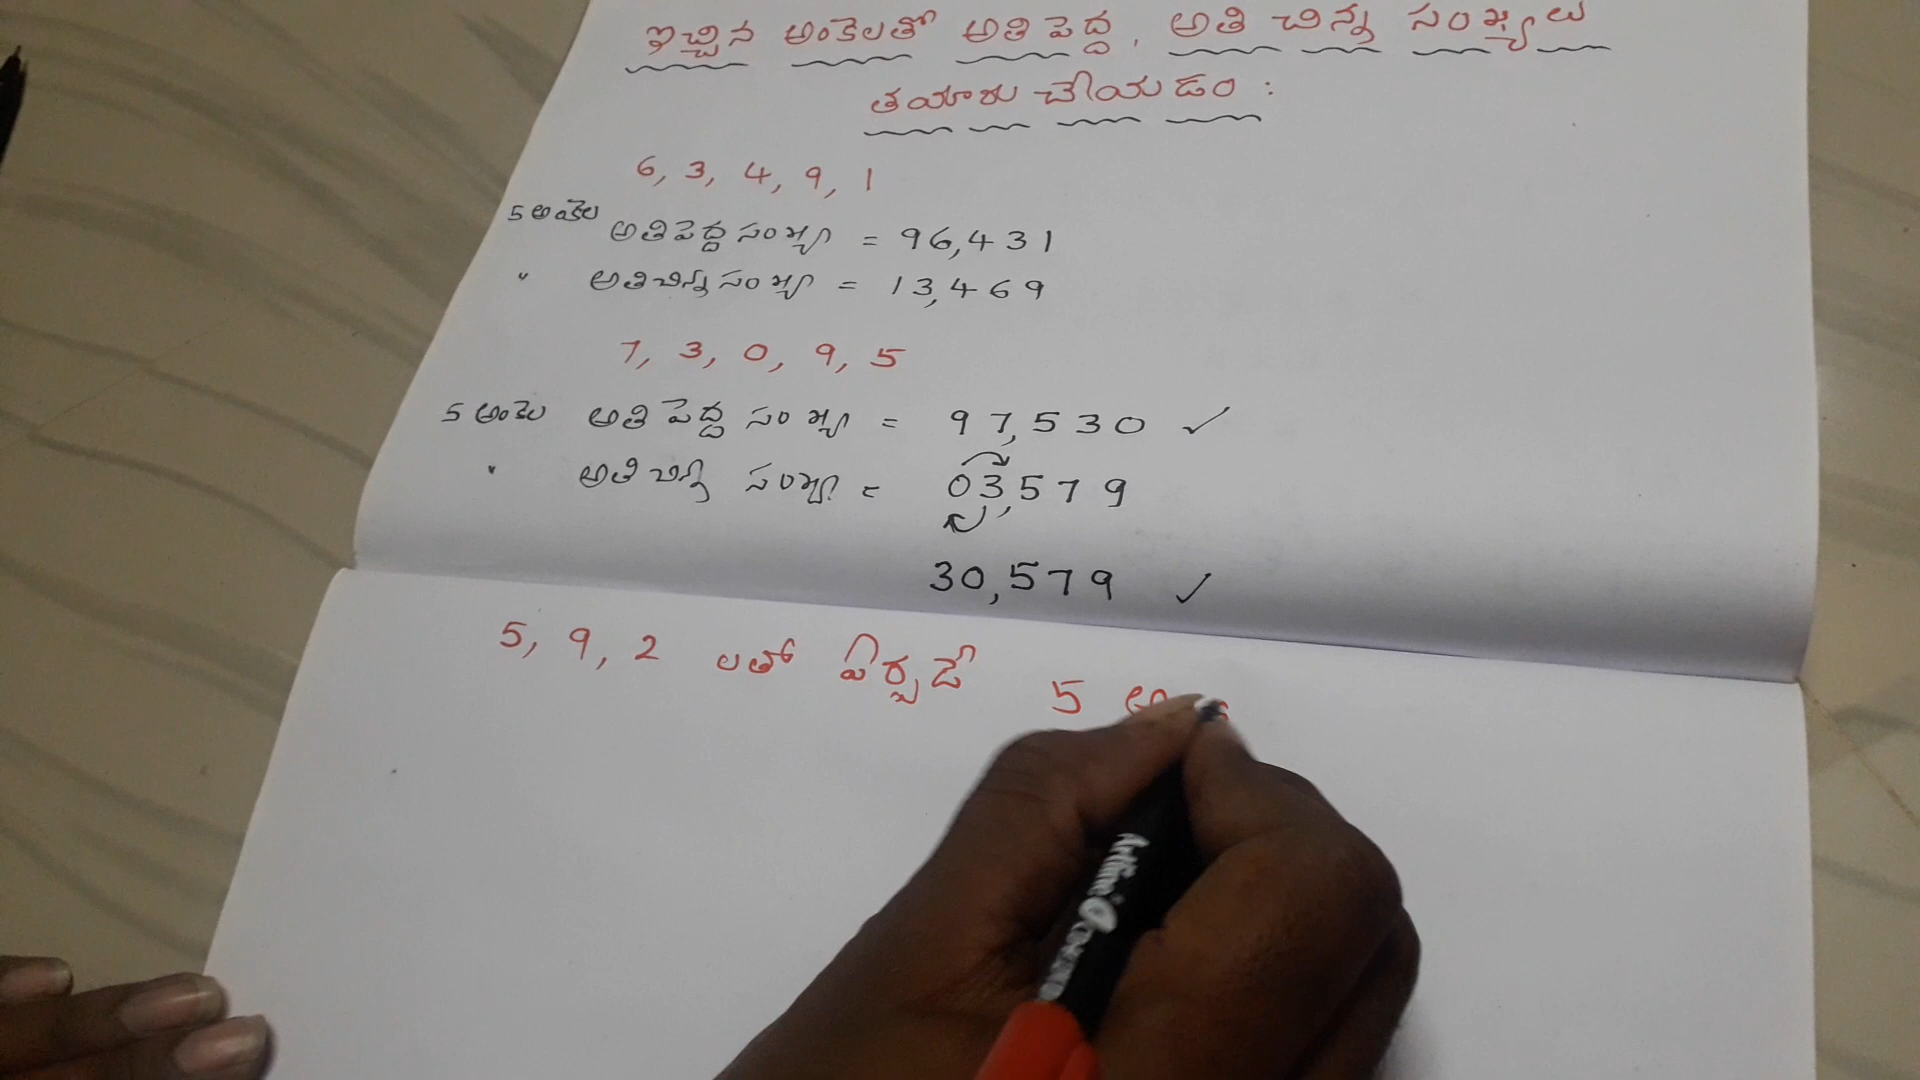 ఇచ్చిన అంకెలతో అతి పెద్ద, అతి చిన్న సంఖ్యలు
తయారు చేయడం :
6, 3, 4, 9, 1
5 అంకెల అతి పెద్ద సంఖ్య = 96,431
" అతి చిన్న సంఖ్య = 13,469
7, 3, 0, 9, 5
5 అంకెల అతి పెద్ద సంఖ్య = 97,530 ✓
" అతి చిన్న సంఖ్య = 03,579
30,579 ✓
5, 9, 2 లతో ఏర్పడే 5
Artline